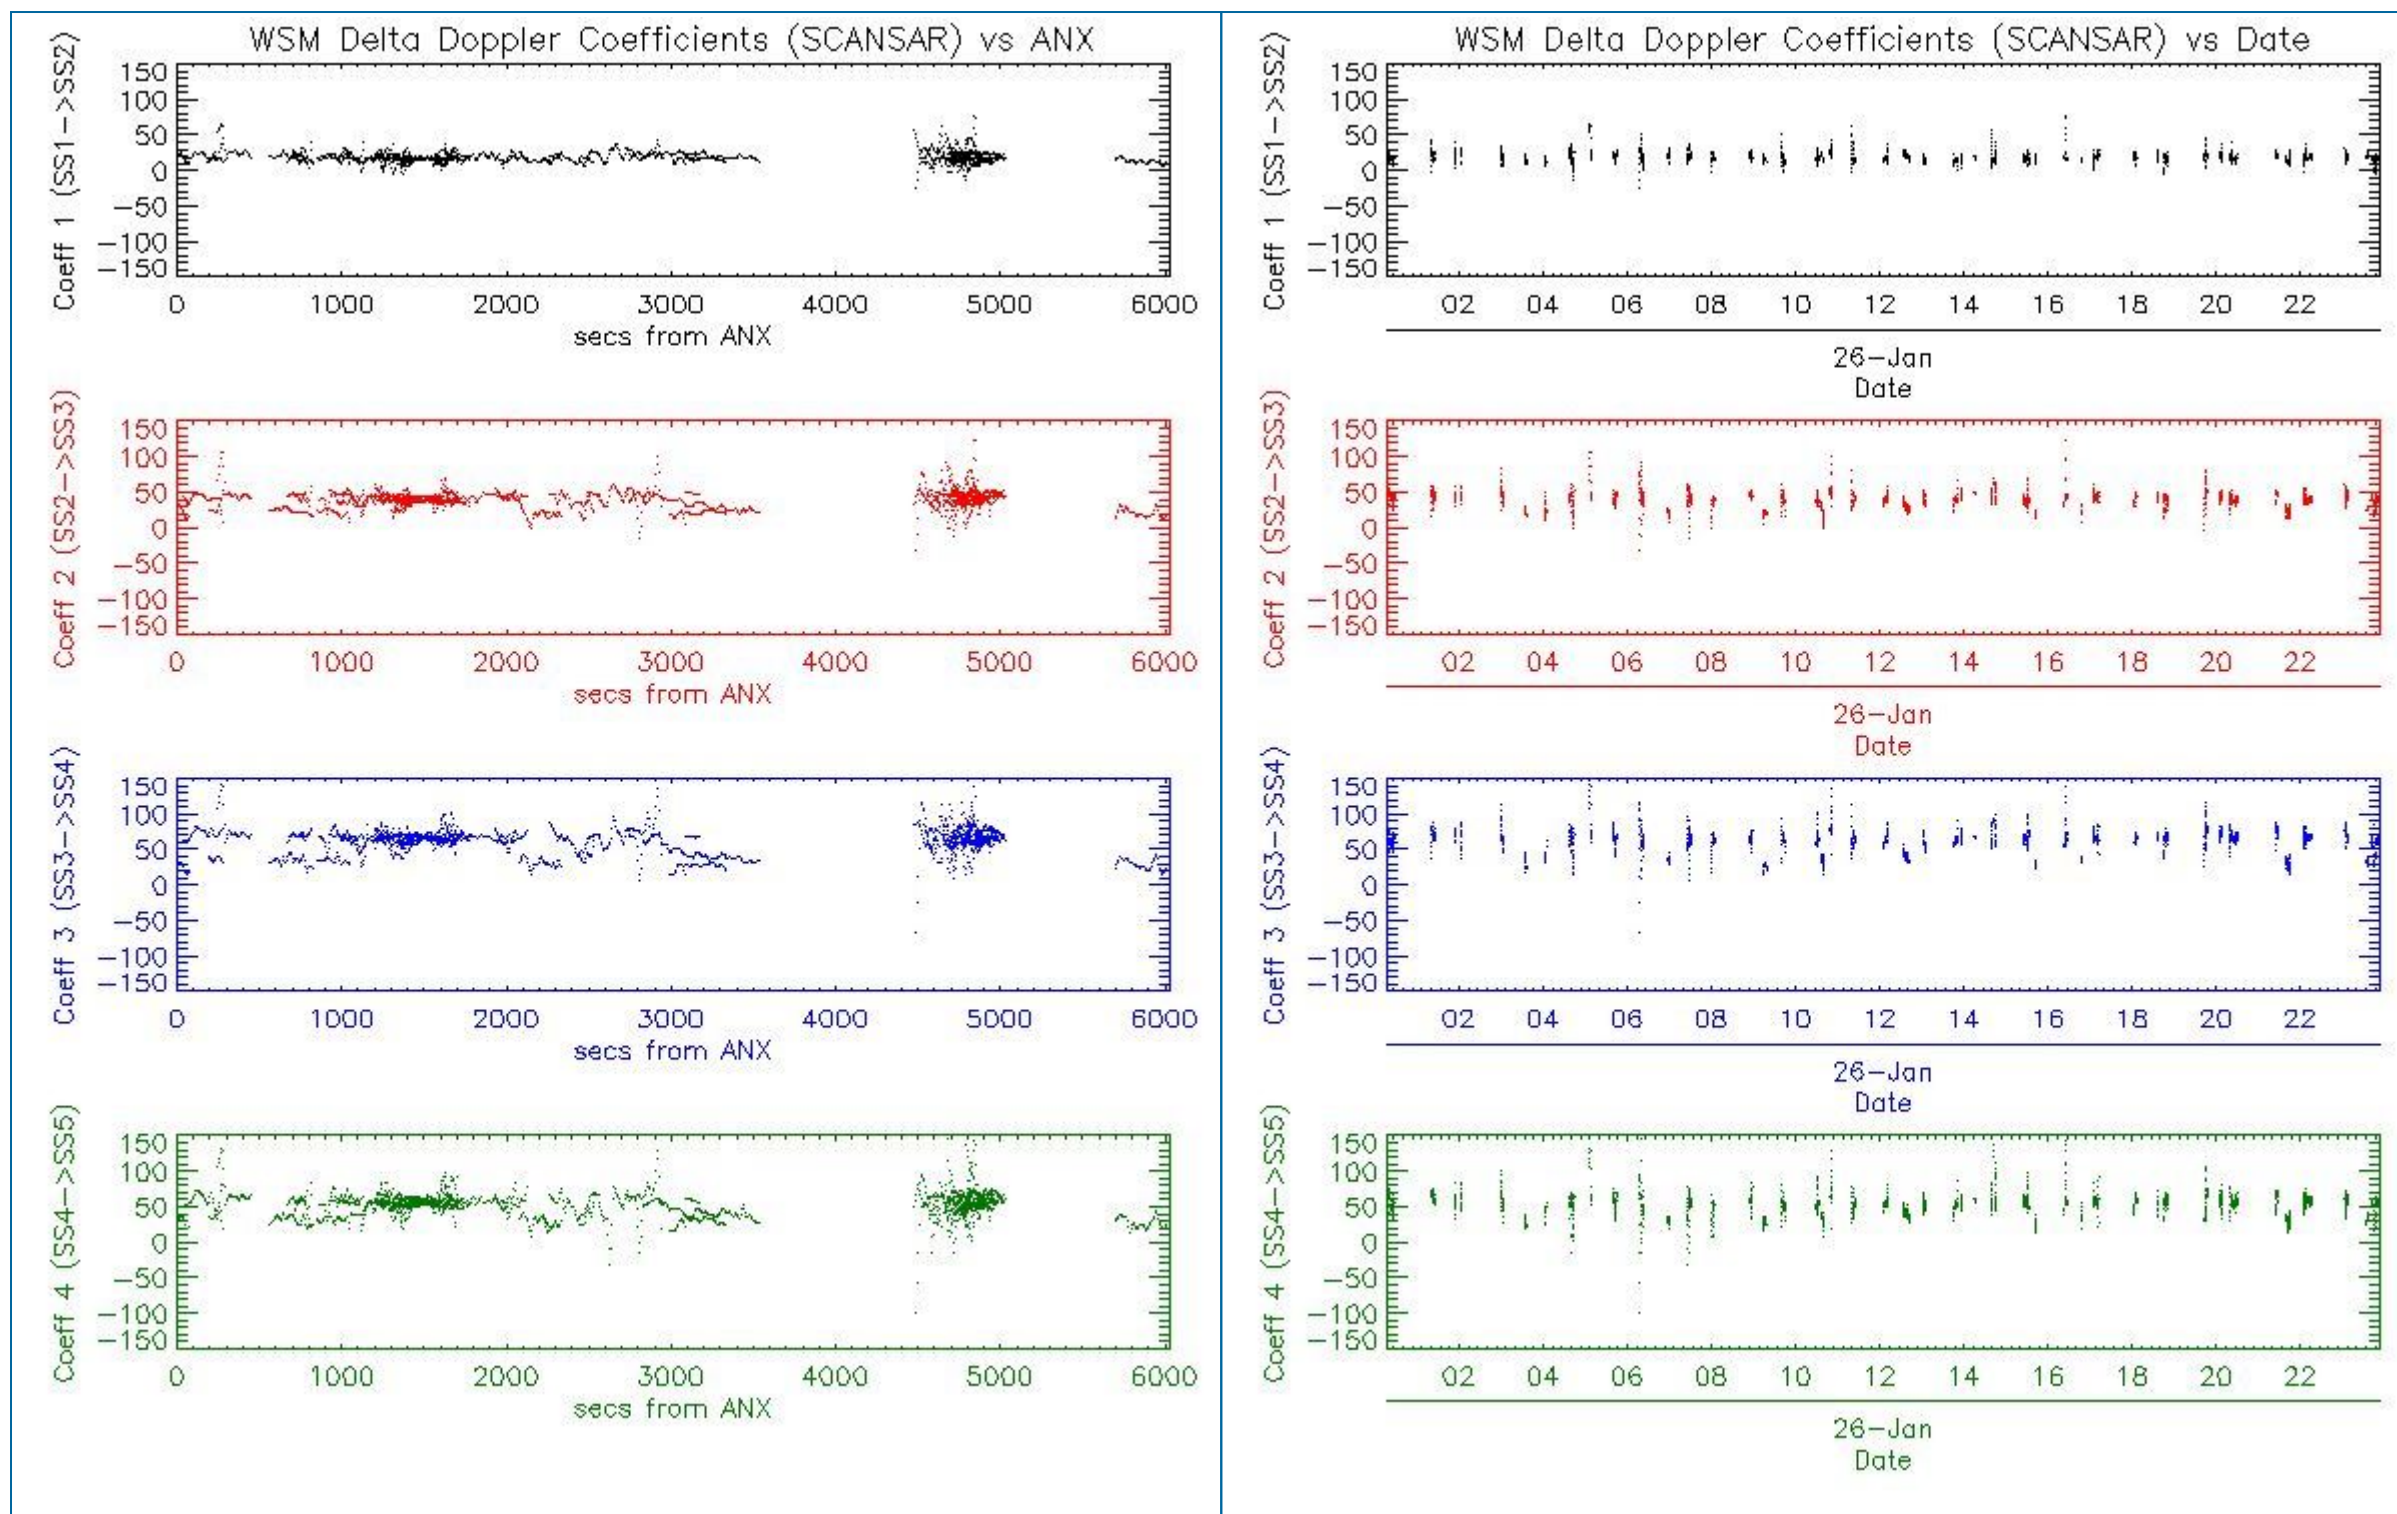 WSM Delta Doppler Coefficients (SCANSAR) vs ANX
Coeff 1 (SS1->SS2)
150
100
50
0
-50
-100
-150
0 1000 2000 3000 4000 5000 6000
secs from ANX
Coeff 2 (SS2->SS3)
150
100
50
0
-50
-100
-150
0 1000 2000 3000 4000 5000 6000
secs from ANX
Coeff 3 (SS3->SS4)
150
100
50
0
-50
-100
-150
0 1000 2000 3000 4000 5000 6000
secs from ANX
Coeff 4 (SS4->SS5)
150
100
50
0
-50
-100
-150
0 1000 2000 3000 4000 5000 6000
secs from ANX
WSM Delta Doppler Coefficients (SCANSAR) vs Date
Coeff 1 (SS1->SS2)
150
100
50
0
-50
-100
-150
02 04 06 08 10 12 14 16 18 20 22
26-Jan
Date
Coeff 2 (SS2->SS3)
150
100
50
0
-50
-100
-150
02 04 06 08 10 12 14 16 18 20 22
26-Jan
Date
Coeff 3 (SS3->SS4)
150
100
50
0
-50
-100
-150
02 04 06 08 10 12 14 16 18 20 22
26-Jan
Date
Coeff 4 (SS4->SS5)
150
100
50
0
-50
-100
-150
02 04 06 08 10 12 14 16 18 20 22
26-Jan
Date